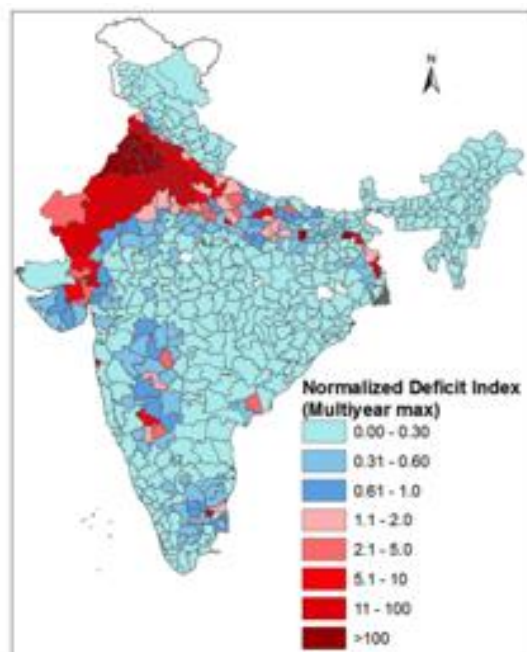 N
Normalized Deficit Index
(Multiyear max)
0.00 - 0.30
0.31 - 0.60
0.61 - 1.0
1.1 - 2.0
2.1 - 5.0
5.1 - 10
11 - 100
>100